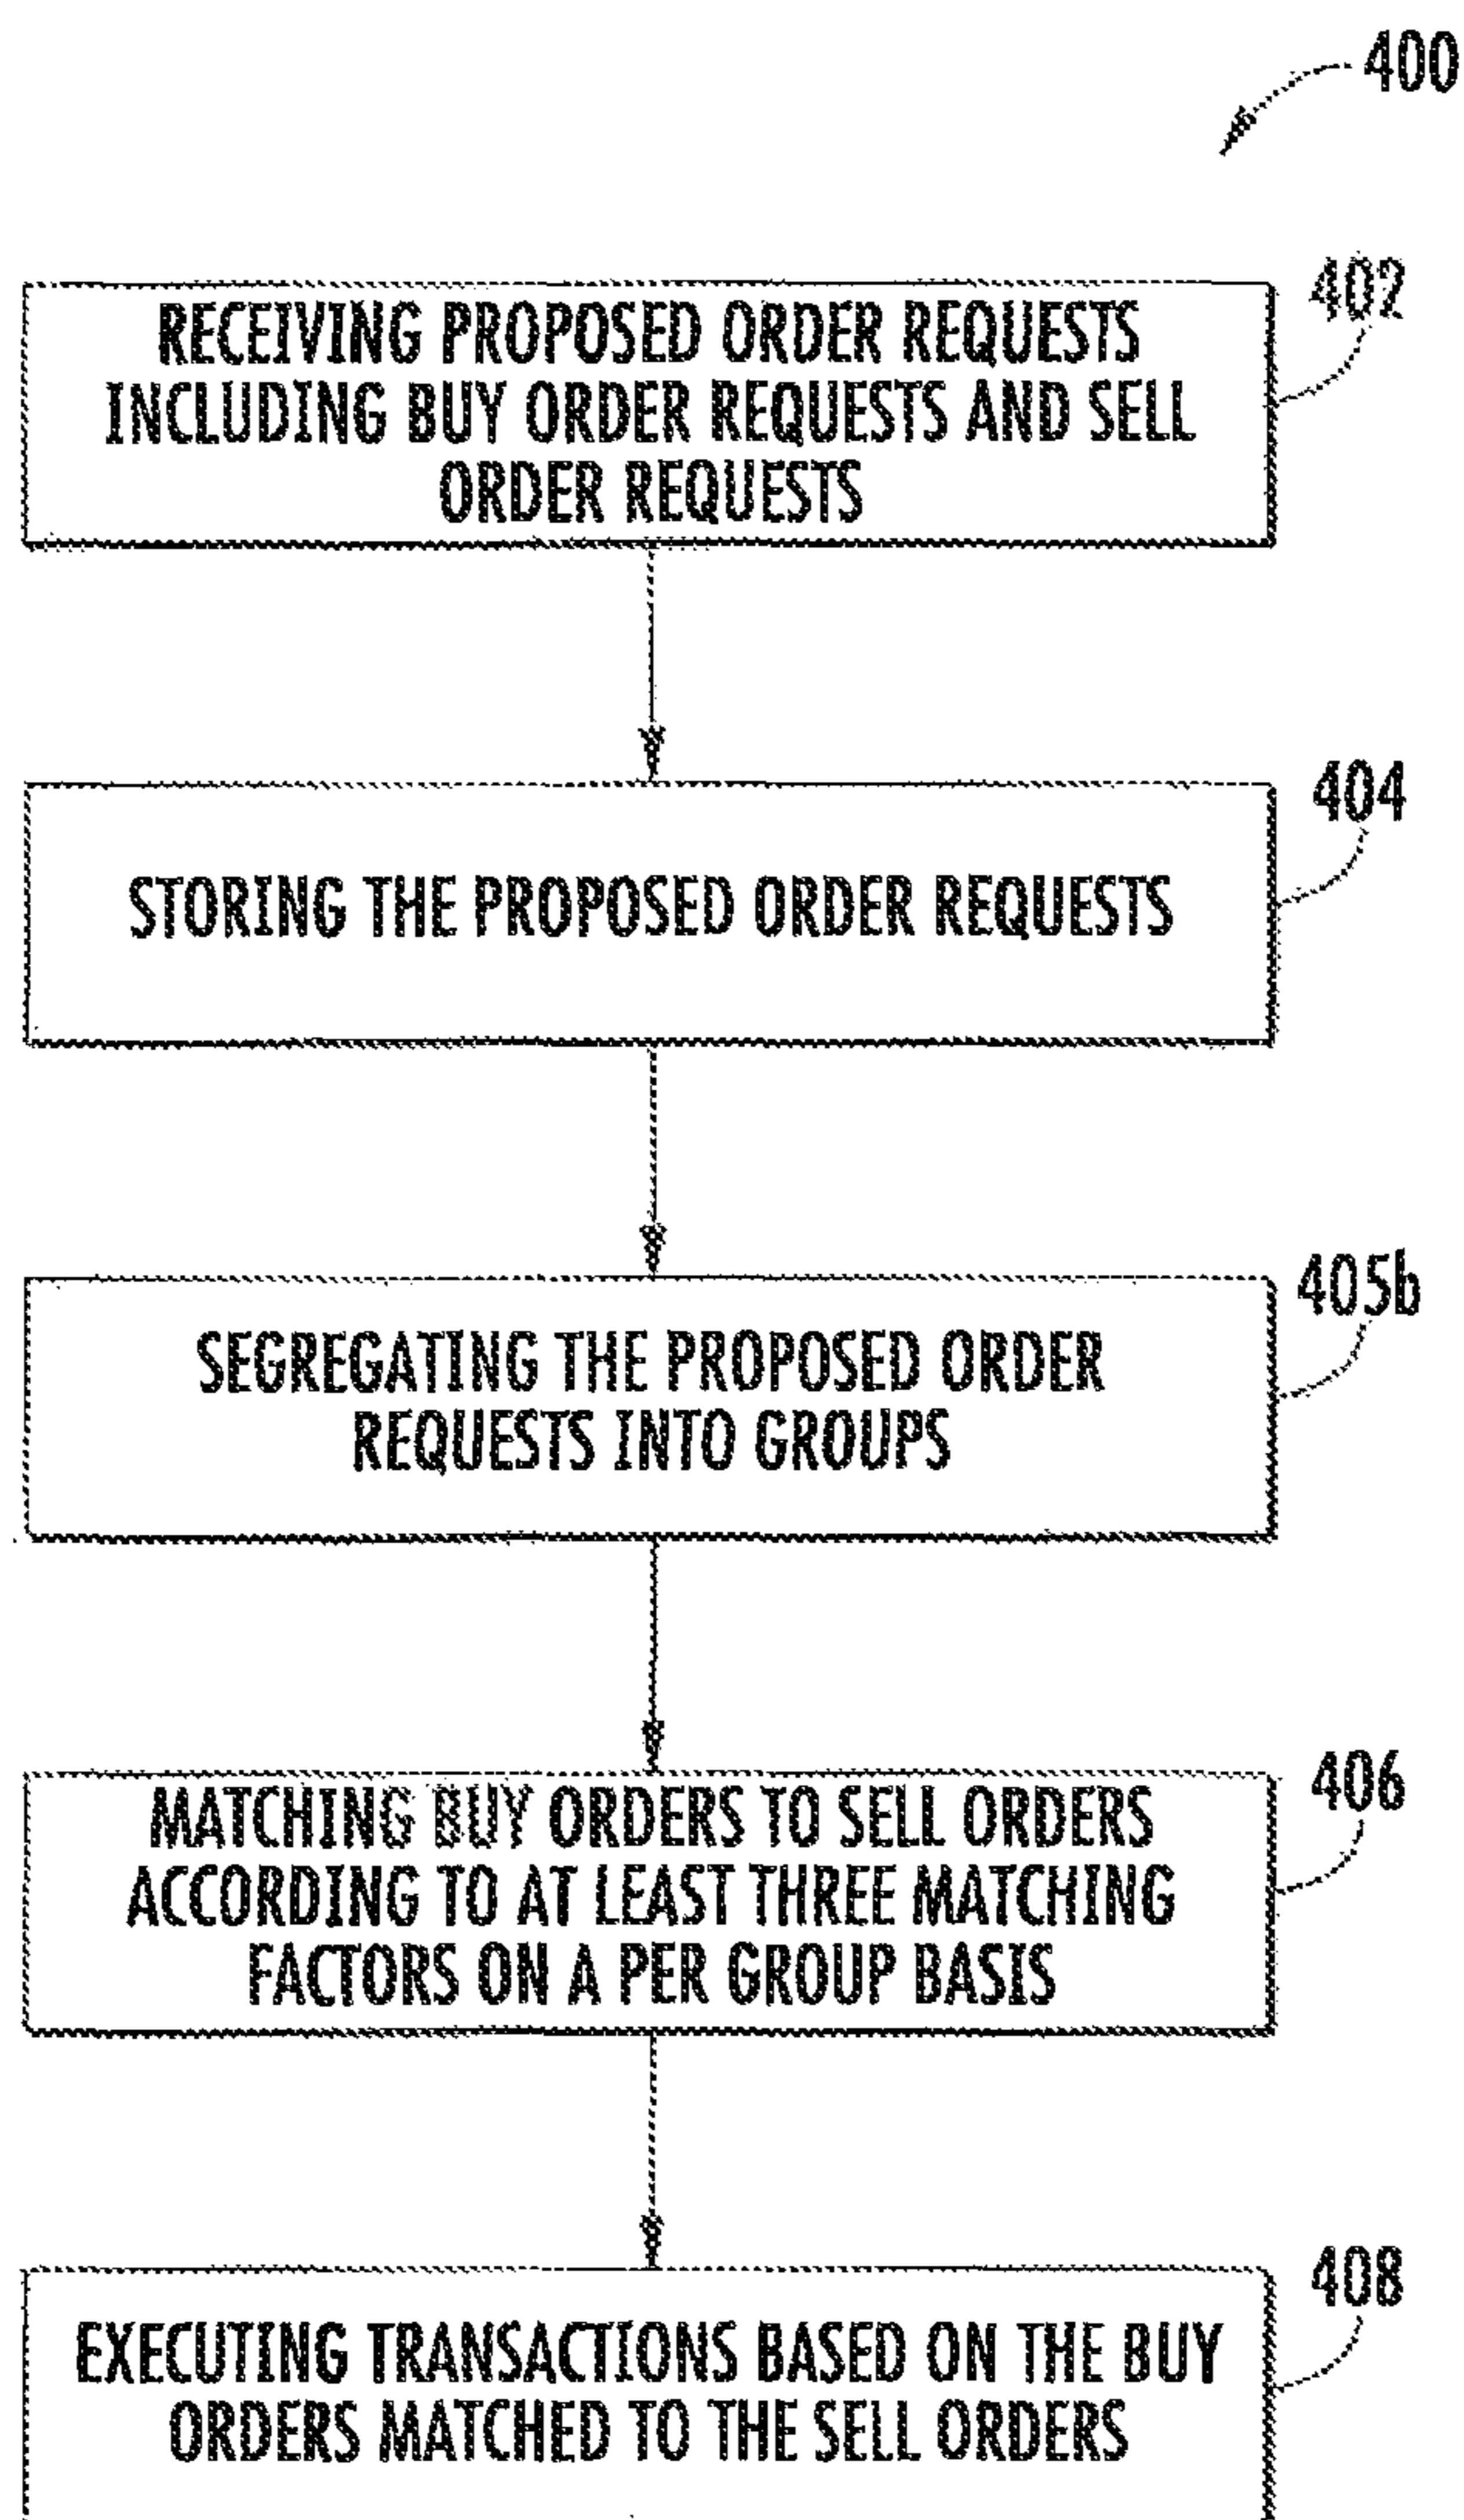 400
402
RECEIVING PROPOSED ORDER REQUESTS
INCLUDING BUY ORDER REQUESTS AND SELL
ORDER REQUESTS
404
STORING THE PROPOSED ORDER REQUESTS
405b
SEGREGATING THE PROPOSED ORDER
REQUESTS INTO GROUPS
406
MATCHING BUY ORDERS TO SELL ORDERS
ACCORDING TO AT LEAST THREE MATCHING
FACTORS ON A PER GROUP BASIS
408
EXECUTING TRANSACTIONS BASED ON THE BUY
ORDERS MATCHED TO THE SELL ORDERS